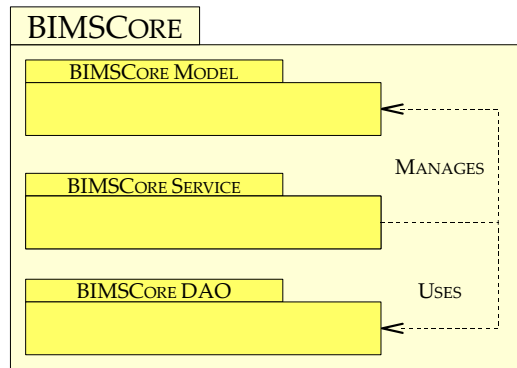 BIMSCORE
BIMSCORE MODEL
MANAGES
BIMSCORE SERVICE
BIMSCORE DAO
USES